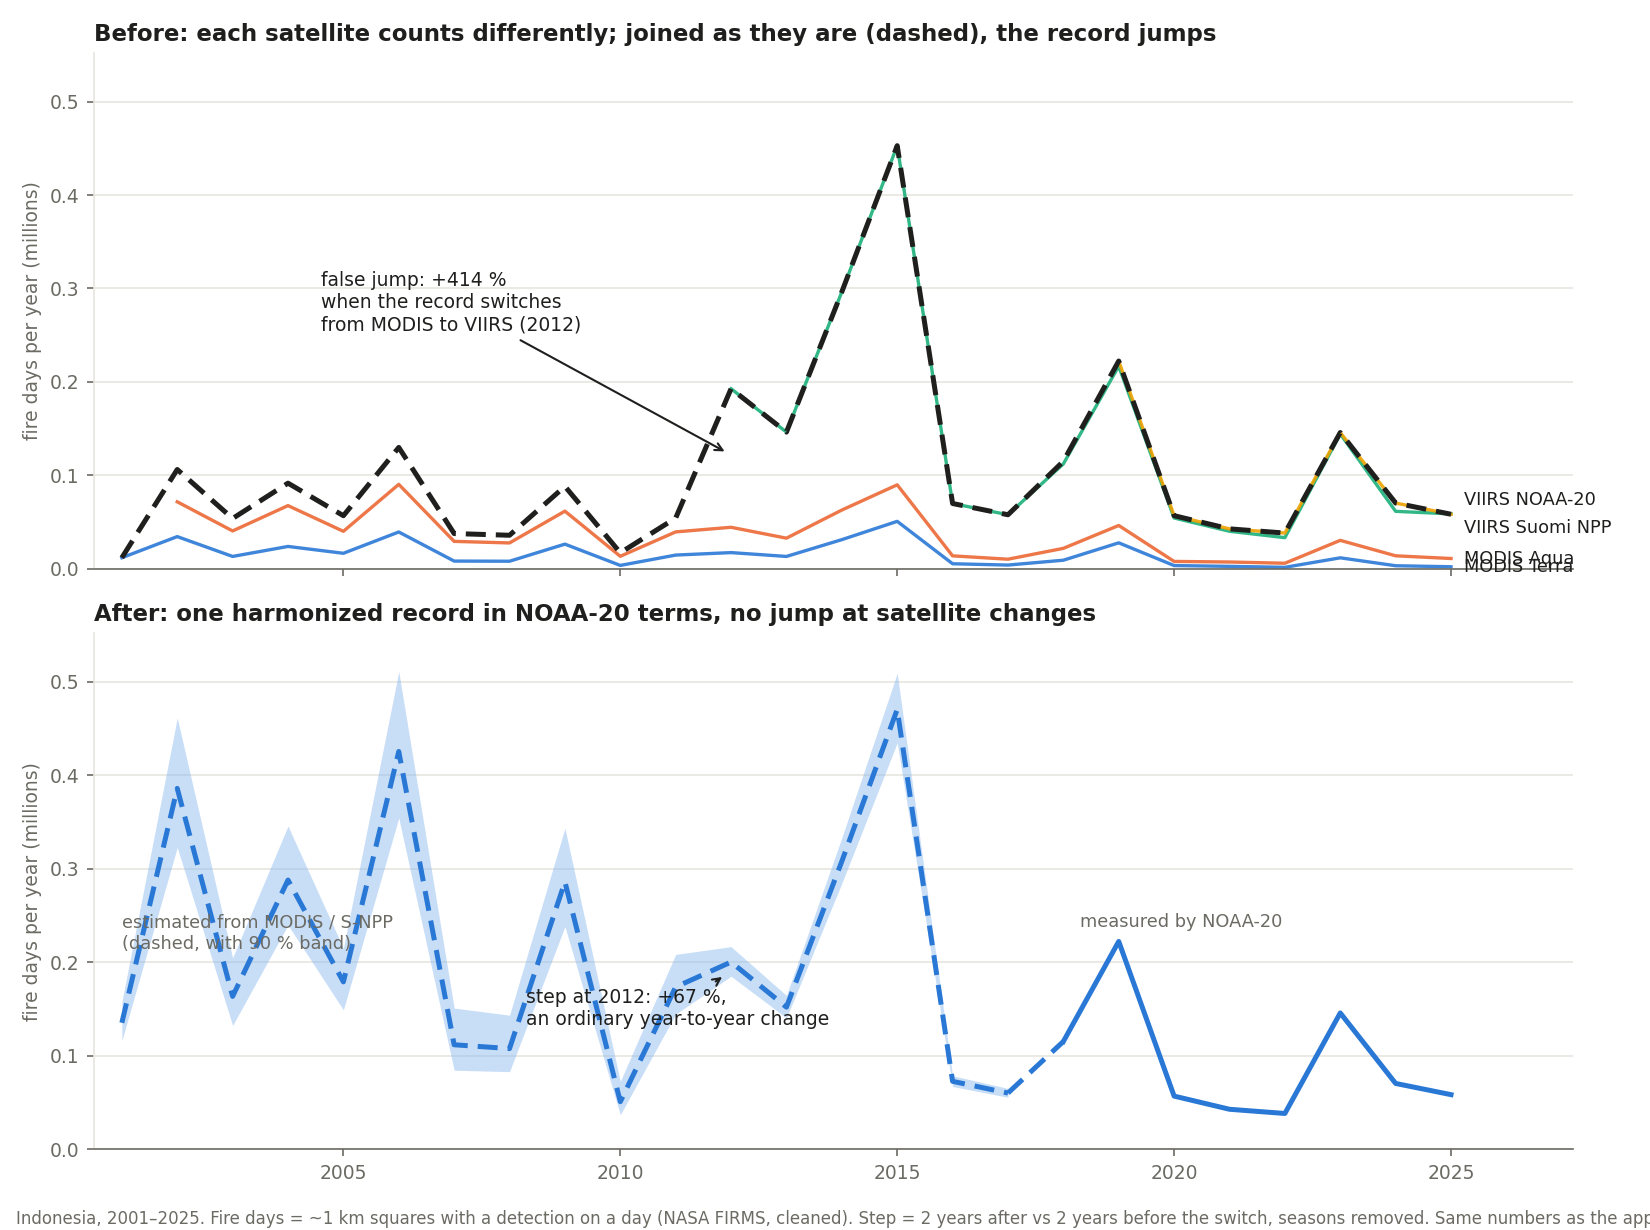 Before: each satellite counts differently; joined as they are (dashed), the record jumps
0.5
0.4
0.3
0.2
0.1
0.0
fire days per year (millions)
false jump: +414 %
when the record switches
from MODIS to VIIRS (2012)
VIIRS NOAA-20
VIIRS Suomi NPP
MODIS Aqua
MODIS Terra
After: one harmonized record in NOAA-20 terms, no jump at satellite changes
0.5
0.4
0.3
0.2
0.1
0.0
fire days per year (millions)
estimated from MODIS / S-NPP
(dashed, with 90 % band)
measured by NOAA-20
step at 2012: +67 %,
an ordinary year-to-year change
2005
2010
2015
2020
2025
Indonesia, 2001–2025. Fire days = ~1 km squares with a detection on a day (NASA FIRMS, cleaned). Step = 2 years after vs 2 years before the switch, seasons removed. Same numbers as the